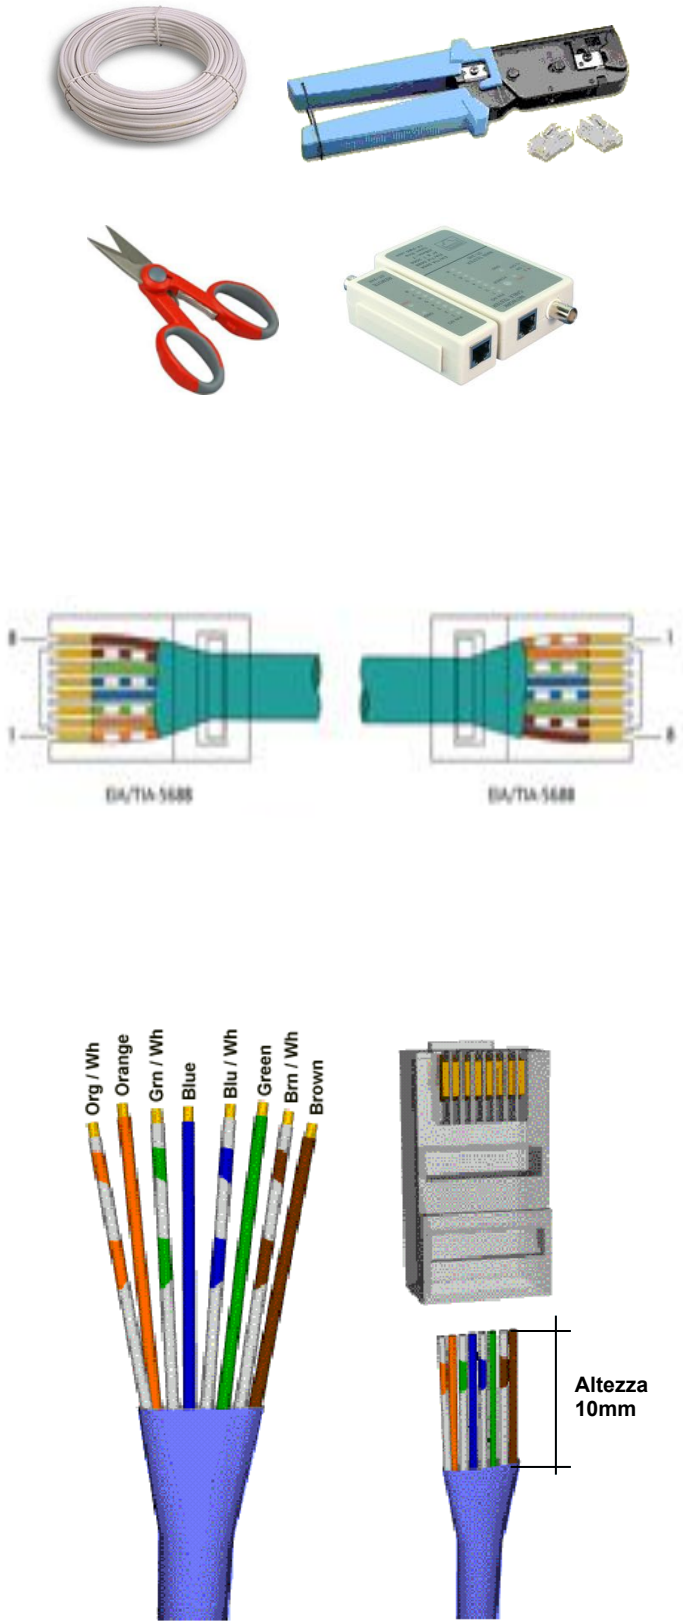 8
1
1
8
EIA/TIA 568B
EIA/TIA 568B
Org / Wh
Orange
Grn / Wh
Blue
Blu / Wh
Green
Brn / Wh
Brown
Altezza
10mm